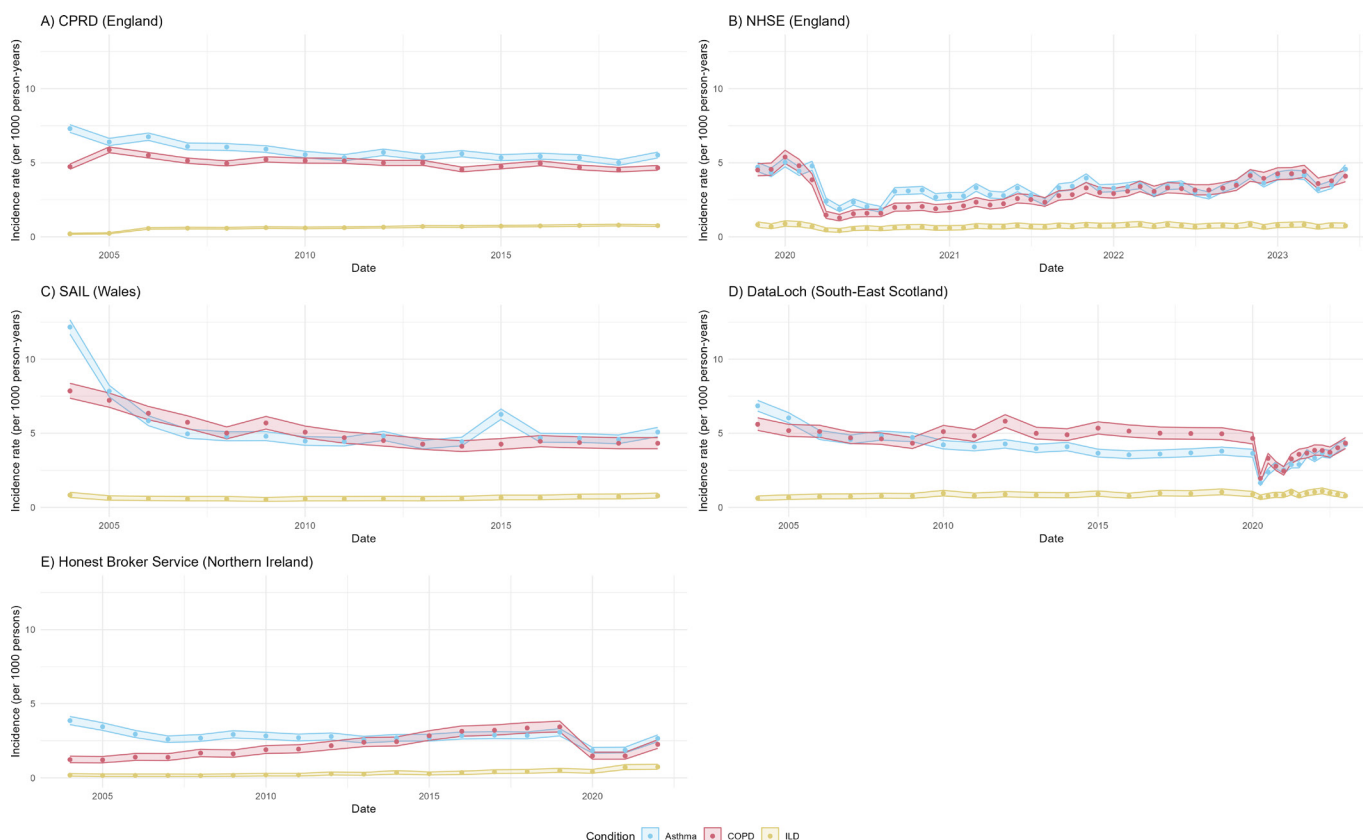 A) CPRD (England)
Incidence rate (per 1000 person-years)
10
5
0
2005
2010
2015
Date
B) NHSE (England)
Incidence rate (per 1000 person-years)
10
5
0
2020
2021
2022
2023
Date
C) SAIL (Wales)
Incidence rate (per 1000 person-years)
10
5
0
2005
2010
2015
Date
D) DataLoch (South-East Scotland)
Incidence rate (per 1000 person-years)
10
5
0
2005
2010
2015
2020
Date
E) Honest Broker Service (Northern Ireland)
Incidence (per 1000 persons)
10
5
0
2005
2010
2015
2020
Date
Condition Asthma COPD ILD